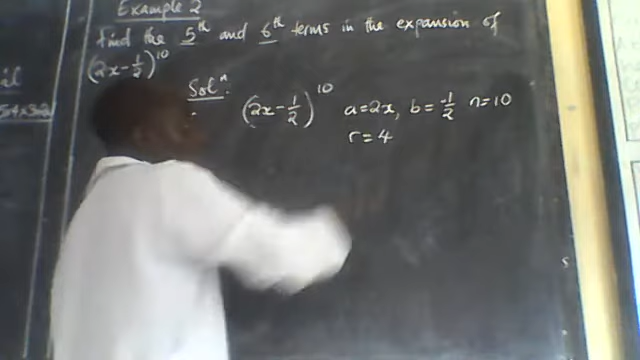 Example 2
Find the 5th and 6th terms in the expansion of
(2x - 1/2)^10
Sol^n:
(2x - 1/2)^10 a = 2x, b = -1/2 n = 10
r = 4